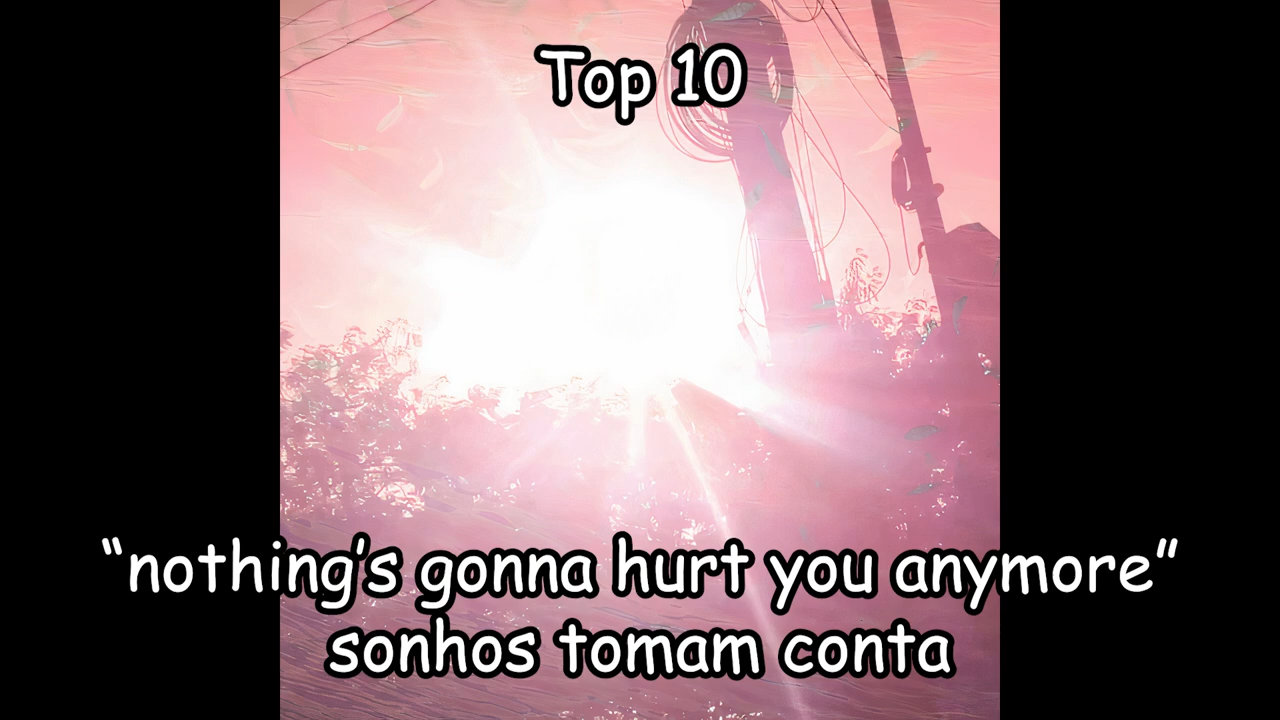 Top 10
“nothing’s gonna hurt you anymore”
sonhos tomam conta